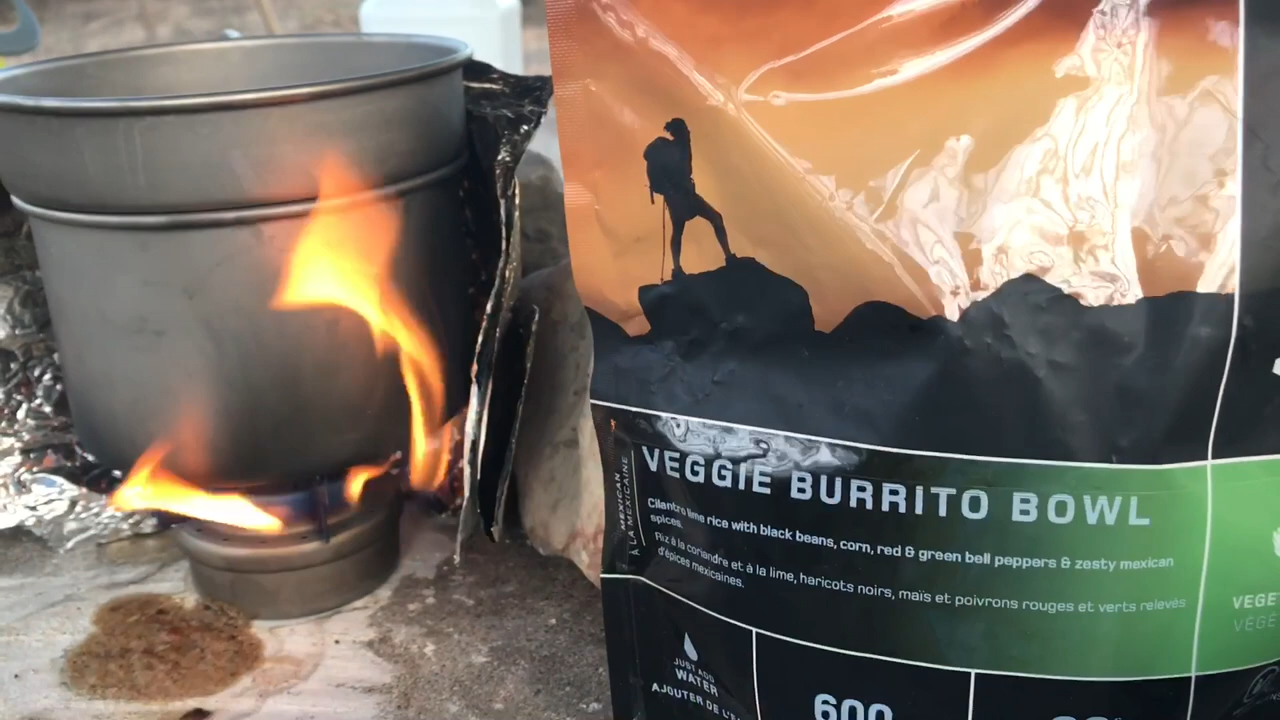 VEGGIE BURRITO BOWL
MEXICAN
À LA MEXICAINE
Cilantro lime rice with black beans, corn, red & green bell peppers & zesty mexican
spices.
Riz à la coriandre et à la lime, haricots noirs, maïs et poivrons rouges et verts relevés
d'épices mexicaines.
JUST ADD
WATER
AJOUTER DE
600